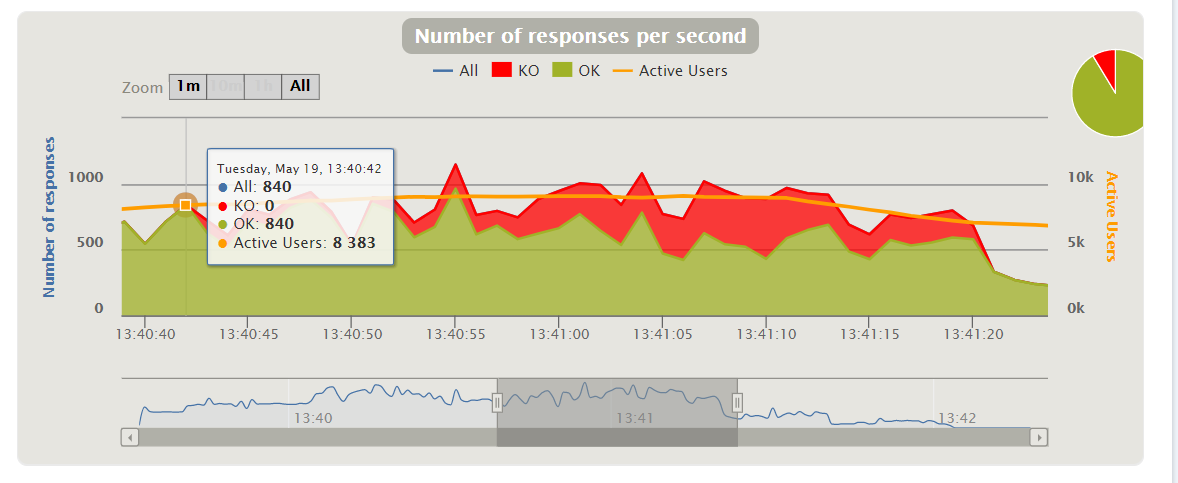 Number of responses per second
All KO OK Active Users
Zoom 1m 10m 1h All
Number of responses
1000
500
0
Tuesday, May 19, 13:40:42
All: 840
KO: 0
OK: 840
Active Users: 8 383
10k
5k
0k
Active Users
13:40:40 13:40:45 13:40:50 13:40:55 13:41:00 13:41:05 13:41:10 13:41:15 13:41:20
13:40 13:41 13:42